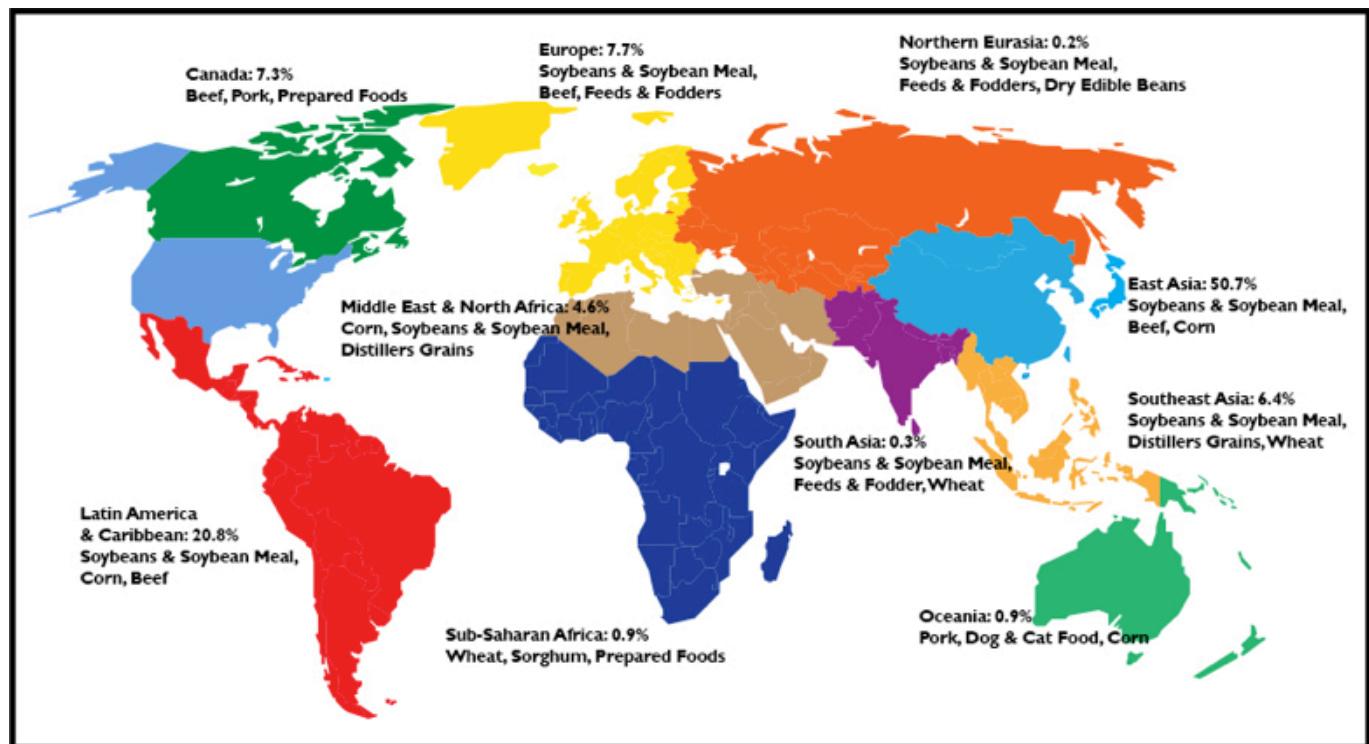 Canada: 7.3%
Beef, Pork, Prepared Foods
Europe: 7.7%
Soybeans & Soybean Meal,
Beef, Feeds & Fodders
Northern Eurasia: 0.2%
Soybeans & Soybean Meal,
Feeds & Fodders, Dry Edible Beans
Middle East & North Africa: 4.6%
Corn, Soybeans & Soybean Meal,
Distillers Grains
East Asia: 50.7%
Soybeans & Soybean Meal,
Beef, Corn
Southeast Asia: 6.4%
Soybeans & Soybean Meal,
Distillers Grains, Wheat
South Asia: 0.3%
Soybeans & Soybean Meal,
Feeds & Fodder, Wheat
Latin America
& Caribbean: 20.8%
Soybeans & Soybean Meal,
Corn, Beef
Sub-Saharan Africa: 0.9%
Wheat, Sorghum, Prepared Foods
Oceania: 0.9%
Pork, Dog & Cat Food, Corn